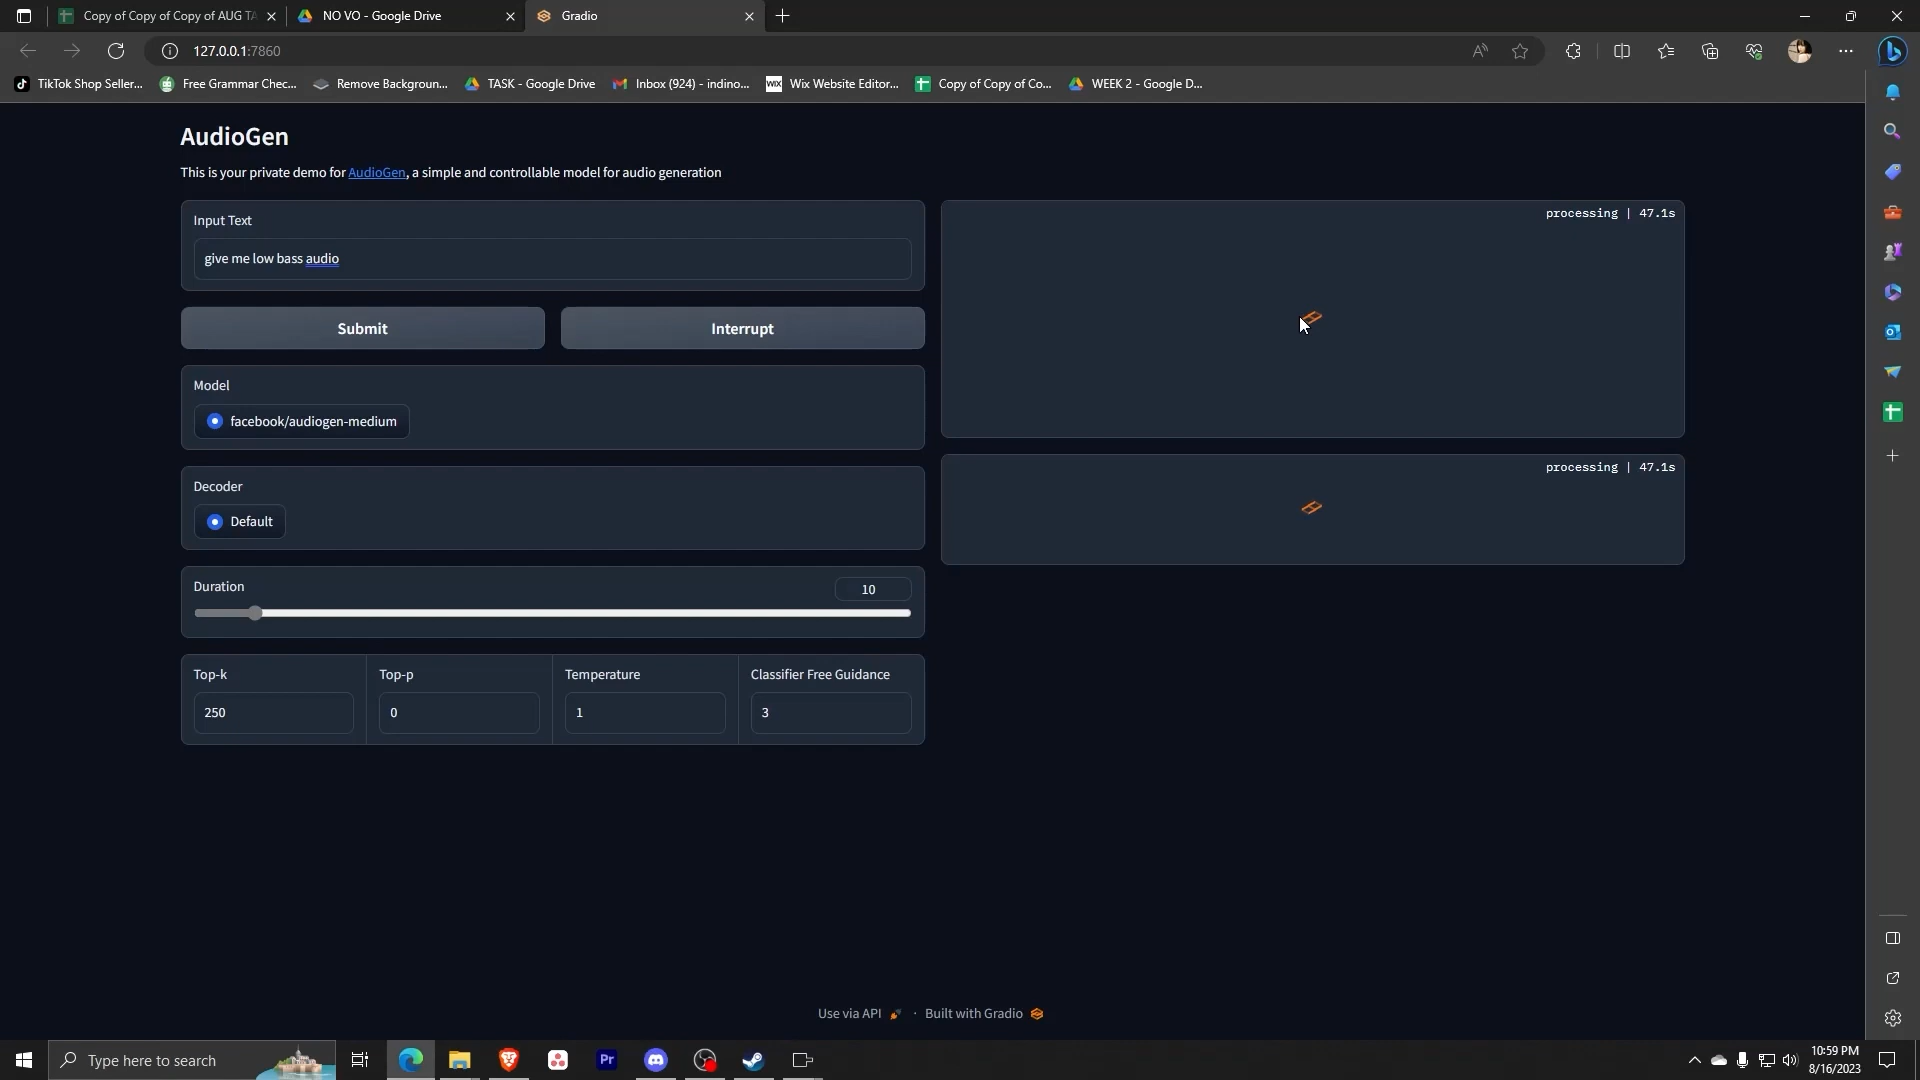 Copy of Copy of Copy of AUG TA
NO VO - Google Drive
Gradio
127.0.0.1:7860
TikTok Shop Seller...
Free Grammar Chec...
Remove Backgroun...
TASK - Google Drive
Inbox (924) - indino...
WIX
Wix Website Editor...
Copy of Copy of Co...
WEEK 2 - Google D...
AudioGen
This is your private demo for AudioGen, a simple and controllable model for audio generation
Input Text
give me low bass audio
Submit
Interrupt
Model
facebook/audiogen-medium
Decoder
Default
Duration
10
Top-k
250
Top-p
0
Temperature
1
Classifier Free Guidance
3
processing | 47.1s
processing | 47.1s
Use via API
·
Built with Gradio
Type here to search
Pr
10:59 PM
8/16/2023